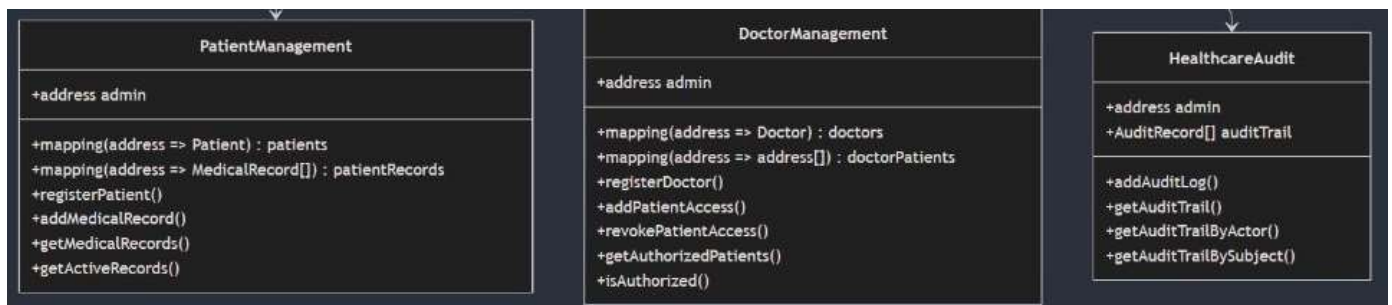 PatientManagement
+address admin
+mapping(address => Patient) : patients
+mapping(address => MedicalRecord[]) : patientRecords
+registerPatient()
+addMedicalRecord()
+getMedicalRecords()
+getActiveRecords()
DoctorManagement
+address admin
+mapping(address => Doctor) : doctors
+mapping(address => address[]) : doctorPatients
+registerDoctor()
+addPatientAccess()
+revokePatientAccess()
+getAuthorizedPatients()
+isAuthorized()
HealthcareAudit
+address admin
+AuditRecord[] auditTrail
+addAuditLog()
+getAuditTrail()
+getAuditTrailByActor()
+getAuditTrailBySubject()